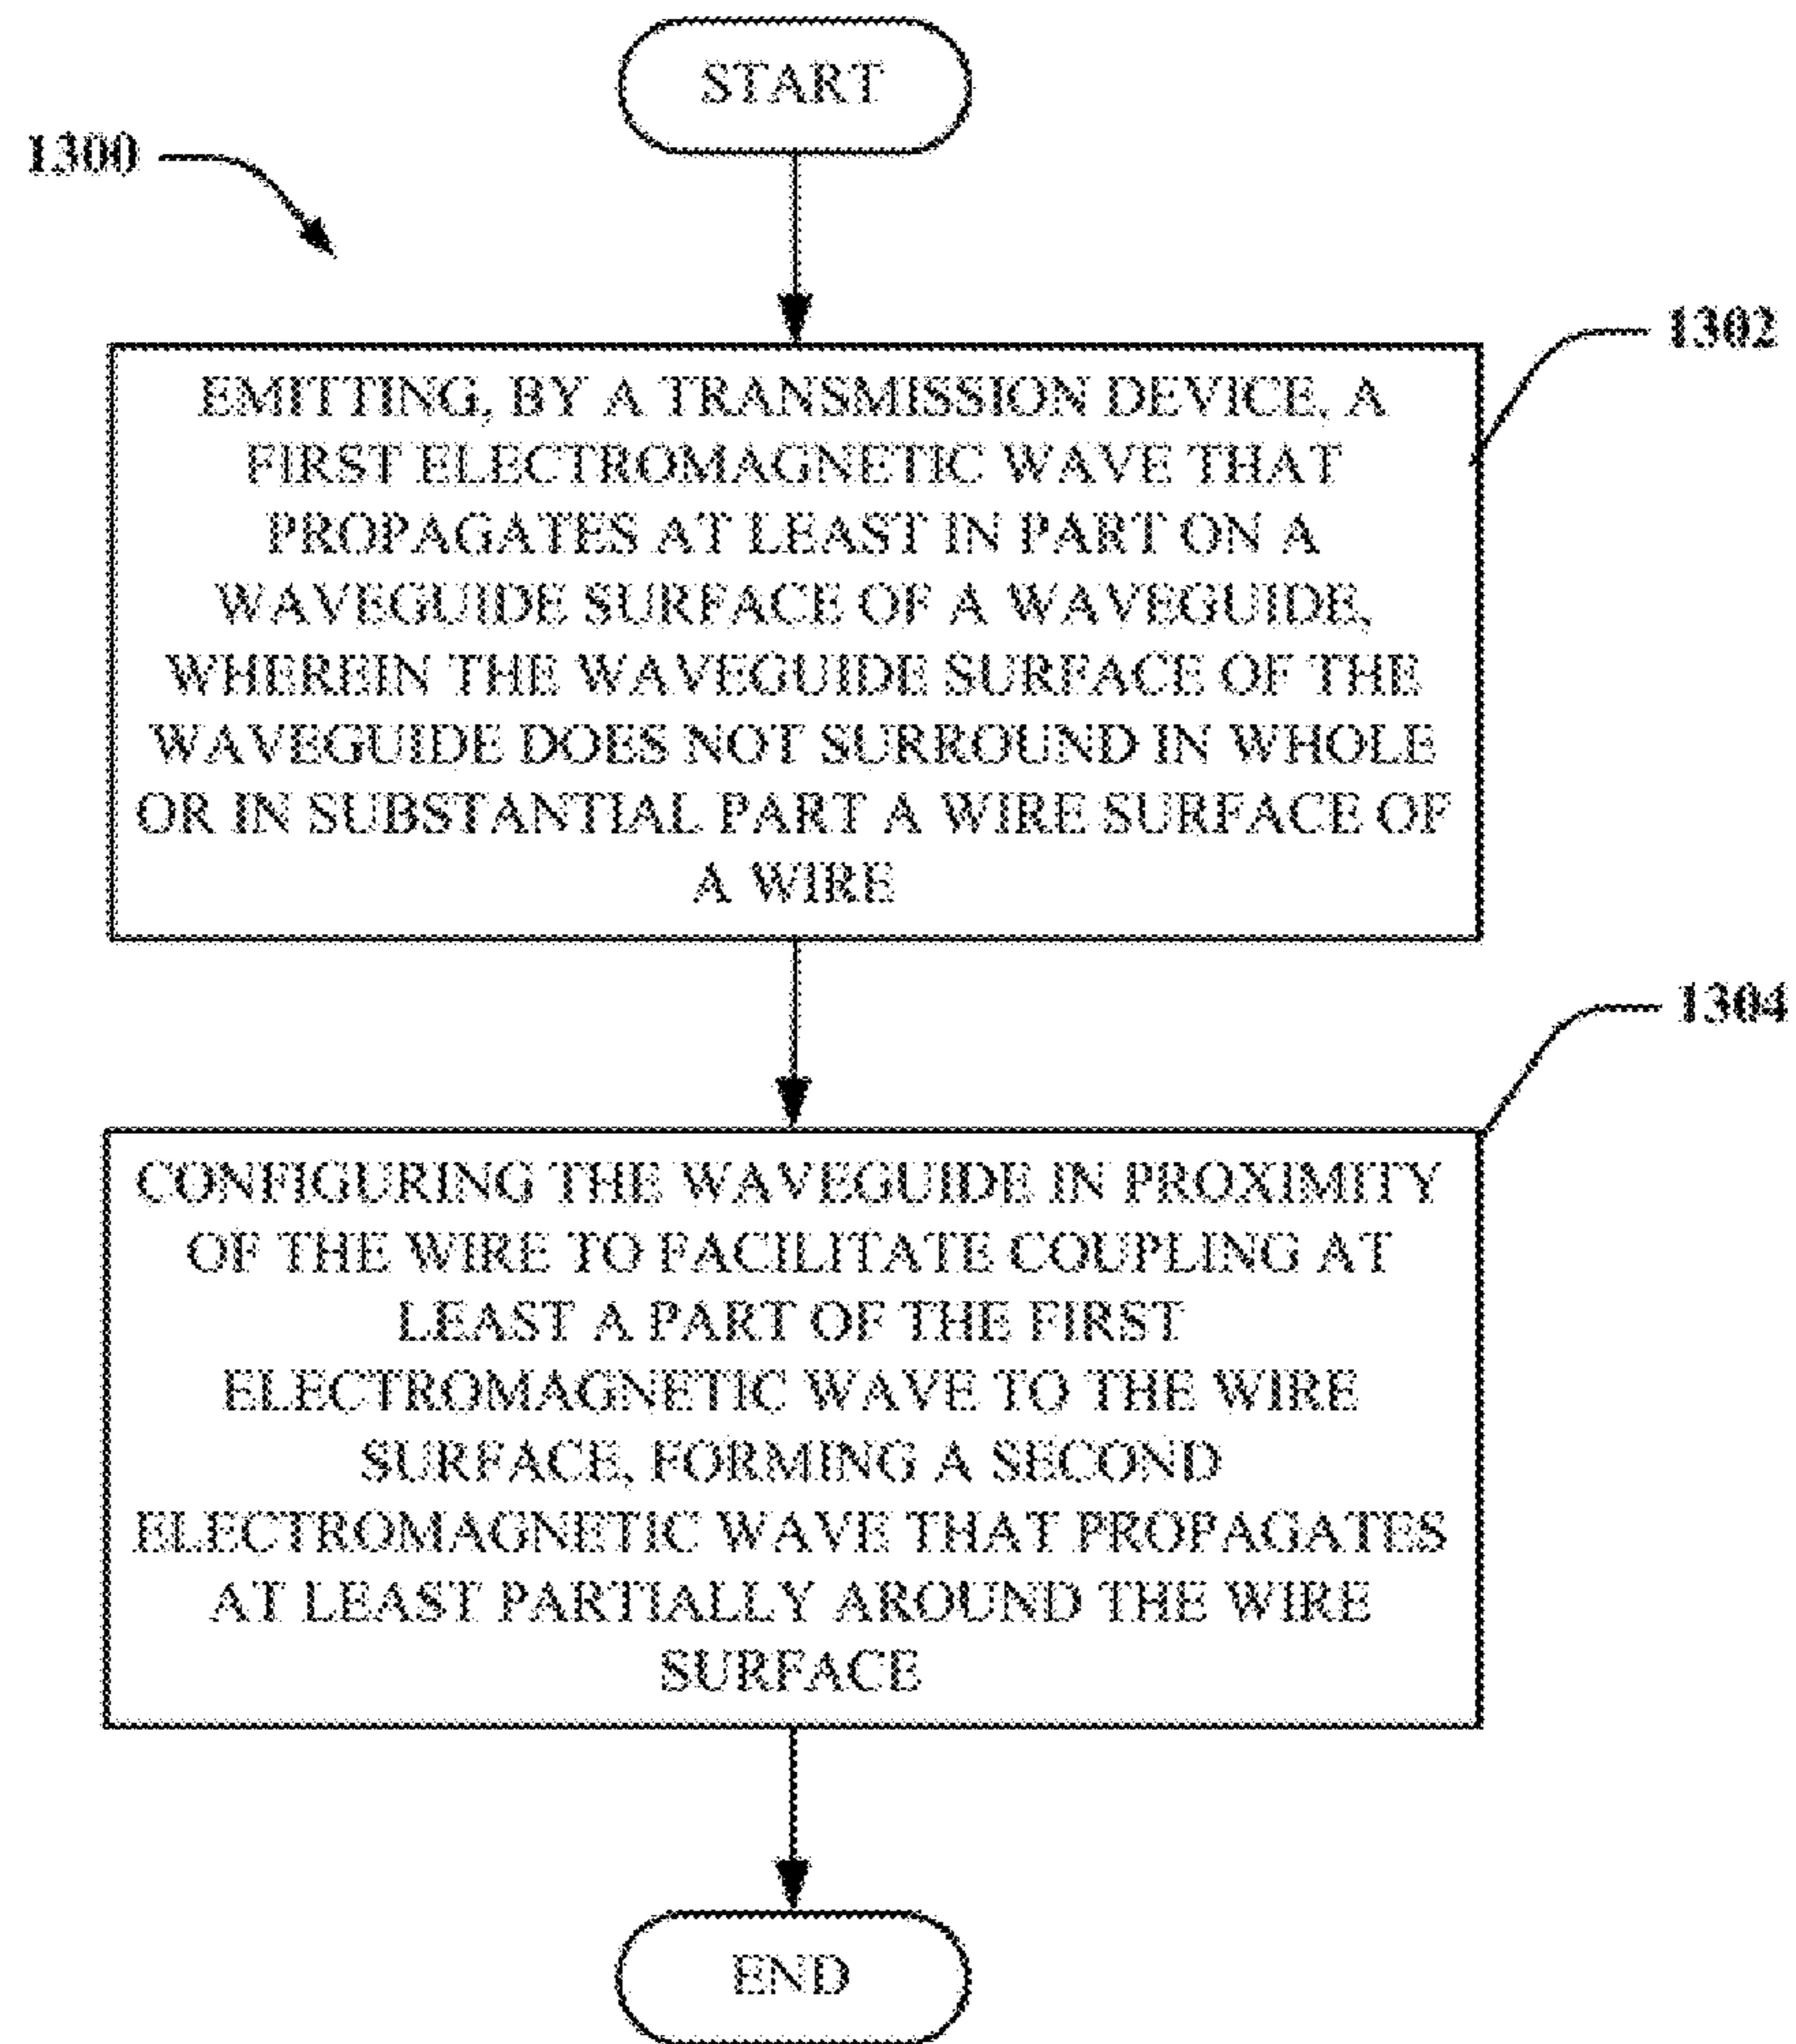 START
1300
1302
EMITTING, BY A TRANSMISSION DEVICE, A
FIRST ELECTROMAGNETIC WAVE THAT
PROPAGATES AT LEAST IN PART ON A
WAVEGUIDE SURFACE OF A WAVEGUIDE,
WHEREIN THE WAVEGUIDE SURFACE OF THE
WAVEGUIDE DOES NOT SURROUND IN WHOLE
OR IN SUBSTANTIAL PART A WIRE SURFACE OF
A WIRE
1304
CONFIGURING THE WAVEGUIDE IN PROXIMITY
OF THE WIRE TO FACILITATE COUPLING AT
LEAST A PART OF THE FIRST
ELECTROMAGNETIC WAVE TO THE WIRE
SURFACE, FORMING A SECOND
ELECTROMAGNETIC WAVE THAT PROPAGATES
AT LEAST PARTIALLY AROUND THE WIRE
SURFACE
END